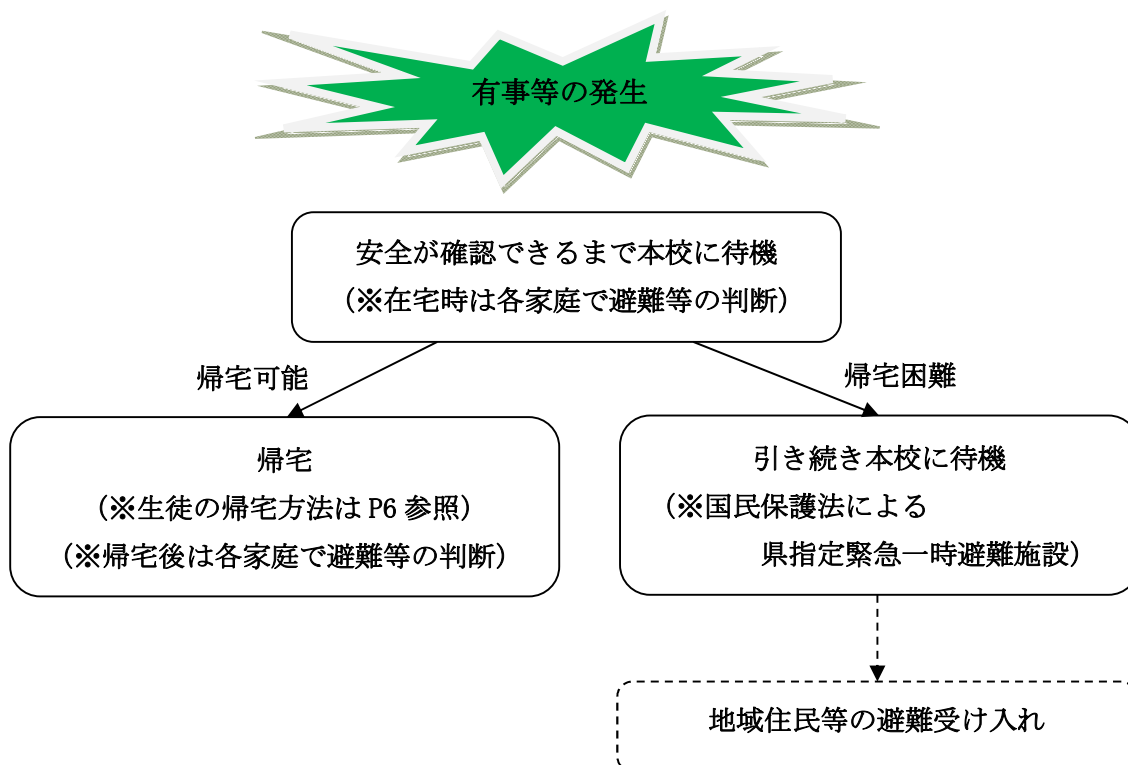 有事等の発生
安全が確認できるまで本校に待機
（※在宅時は各家庭で避難等の判断）
帰宅可能
帰宅困難
帰宅
（※生徒の帰宅方法は P6 参照）
（※帰宅後は各家庭で避難等の判断）
引き続き本校に待機
（※国民保護法による
県指定緊急一時避難施設）
地域住民等の避難受け入れ